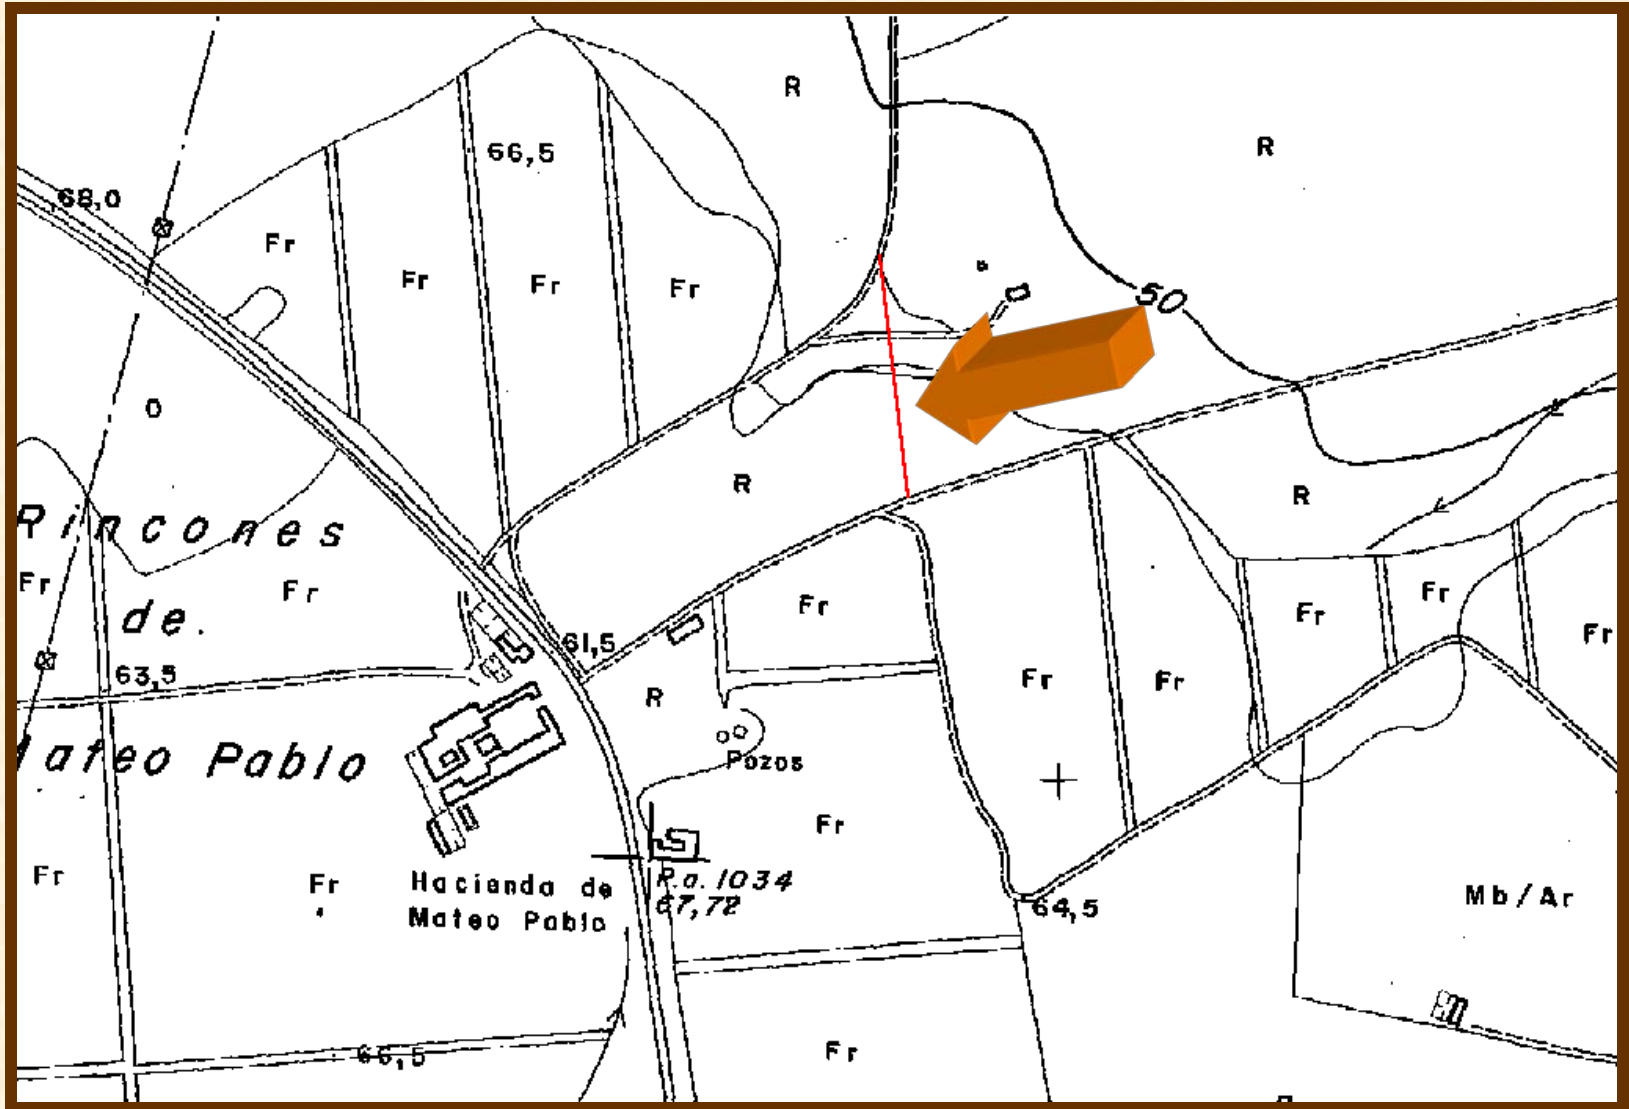 R
R
66,5
68,0
Fr
Fr
Fr
Fr
50
O
R
R
Rincones
Fr
Fr
de.
Fr
Fr
Fr
Fr
61,5
63,5
R
Fr
Fr
Mateo Pablo
Pozos
Fr
Fr
Fr
Hacienda de
Mateo Pablo
P.a. 1034
67,72
64,5
Mb/Ar
66,5
Fr